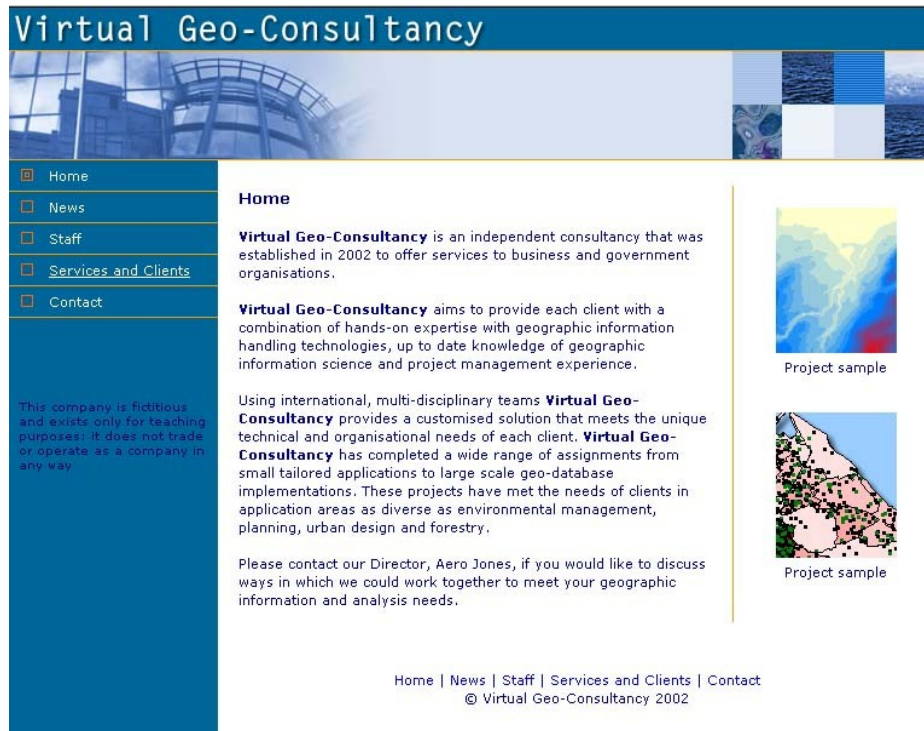 Virtual Geo-Consultancy
Home
News
Staff
Services and Clients
Contact
This company is fictitious
and exists only for teaching
purposes: it does not trade
or operate as a company in
any way
Home
Virtual Geo-Consultancy is an independent consultancy that was
established in 2002 to offer services to business and government
organisations.
Virtual Geo-Consultancy aims to provide each client with a
combination of hands-on expertise with geographic information
handling technologies, up to date knowledge of geographic
information science and project management experience.
Using international, multi-disciplinary teams Virtual Geo-
Consultancy provides a customised solution that meets the unique
technical and organisational needs of each client. Virtual Geo-
Consultancy has completed a wide range of assignments from
small tailored applications to large scale geo-database
implementations. These projects have met the needs of clients in
application areas as diverse as environmental management,
planning, urban design and forestry.
Please contact our Director, Aero Jones, if you would like to discuss
ways in which we could work together to meet your geographic
information and analysis needs.
Project sample
Project sample
Home | News | Staff | Services and Clients | Contact
© Virtual Geo-Consultancy 2002